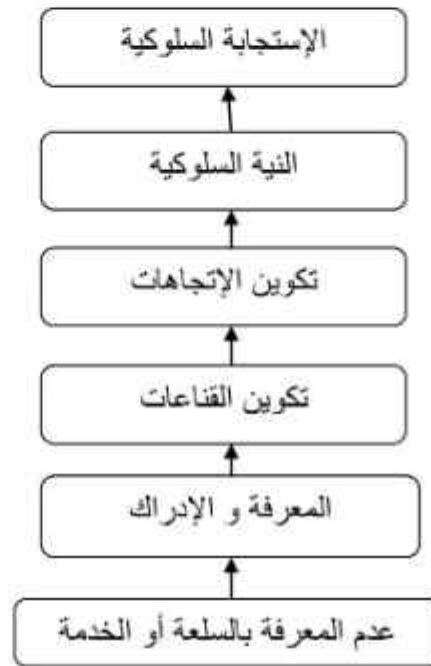 الإستجابة السلوكية
النية السلوكية
تكوين الإتجاهات
تكوين القناعات
المعرفة و الإدراك
عدم المعرفة بالسلعة أو الخدمة